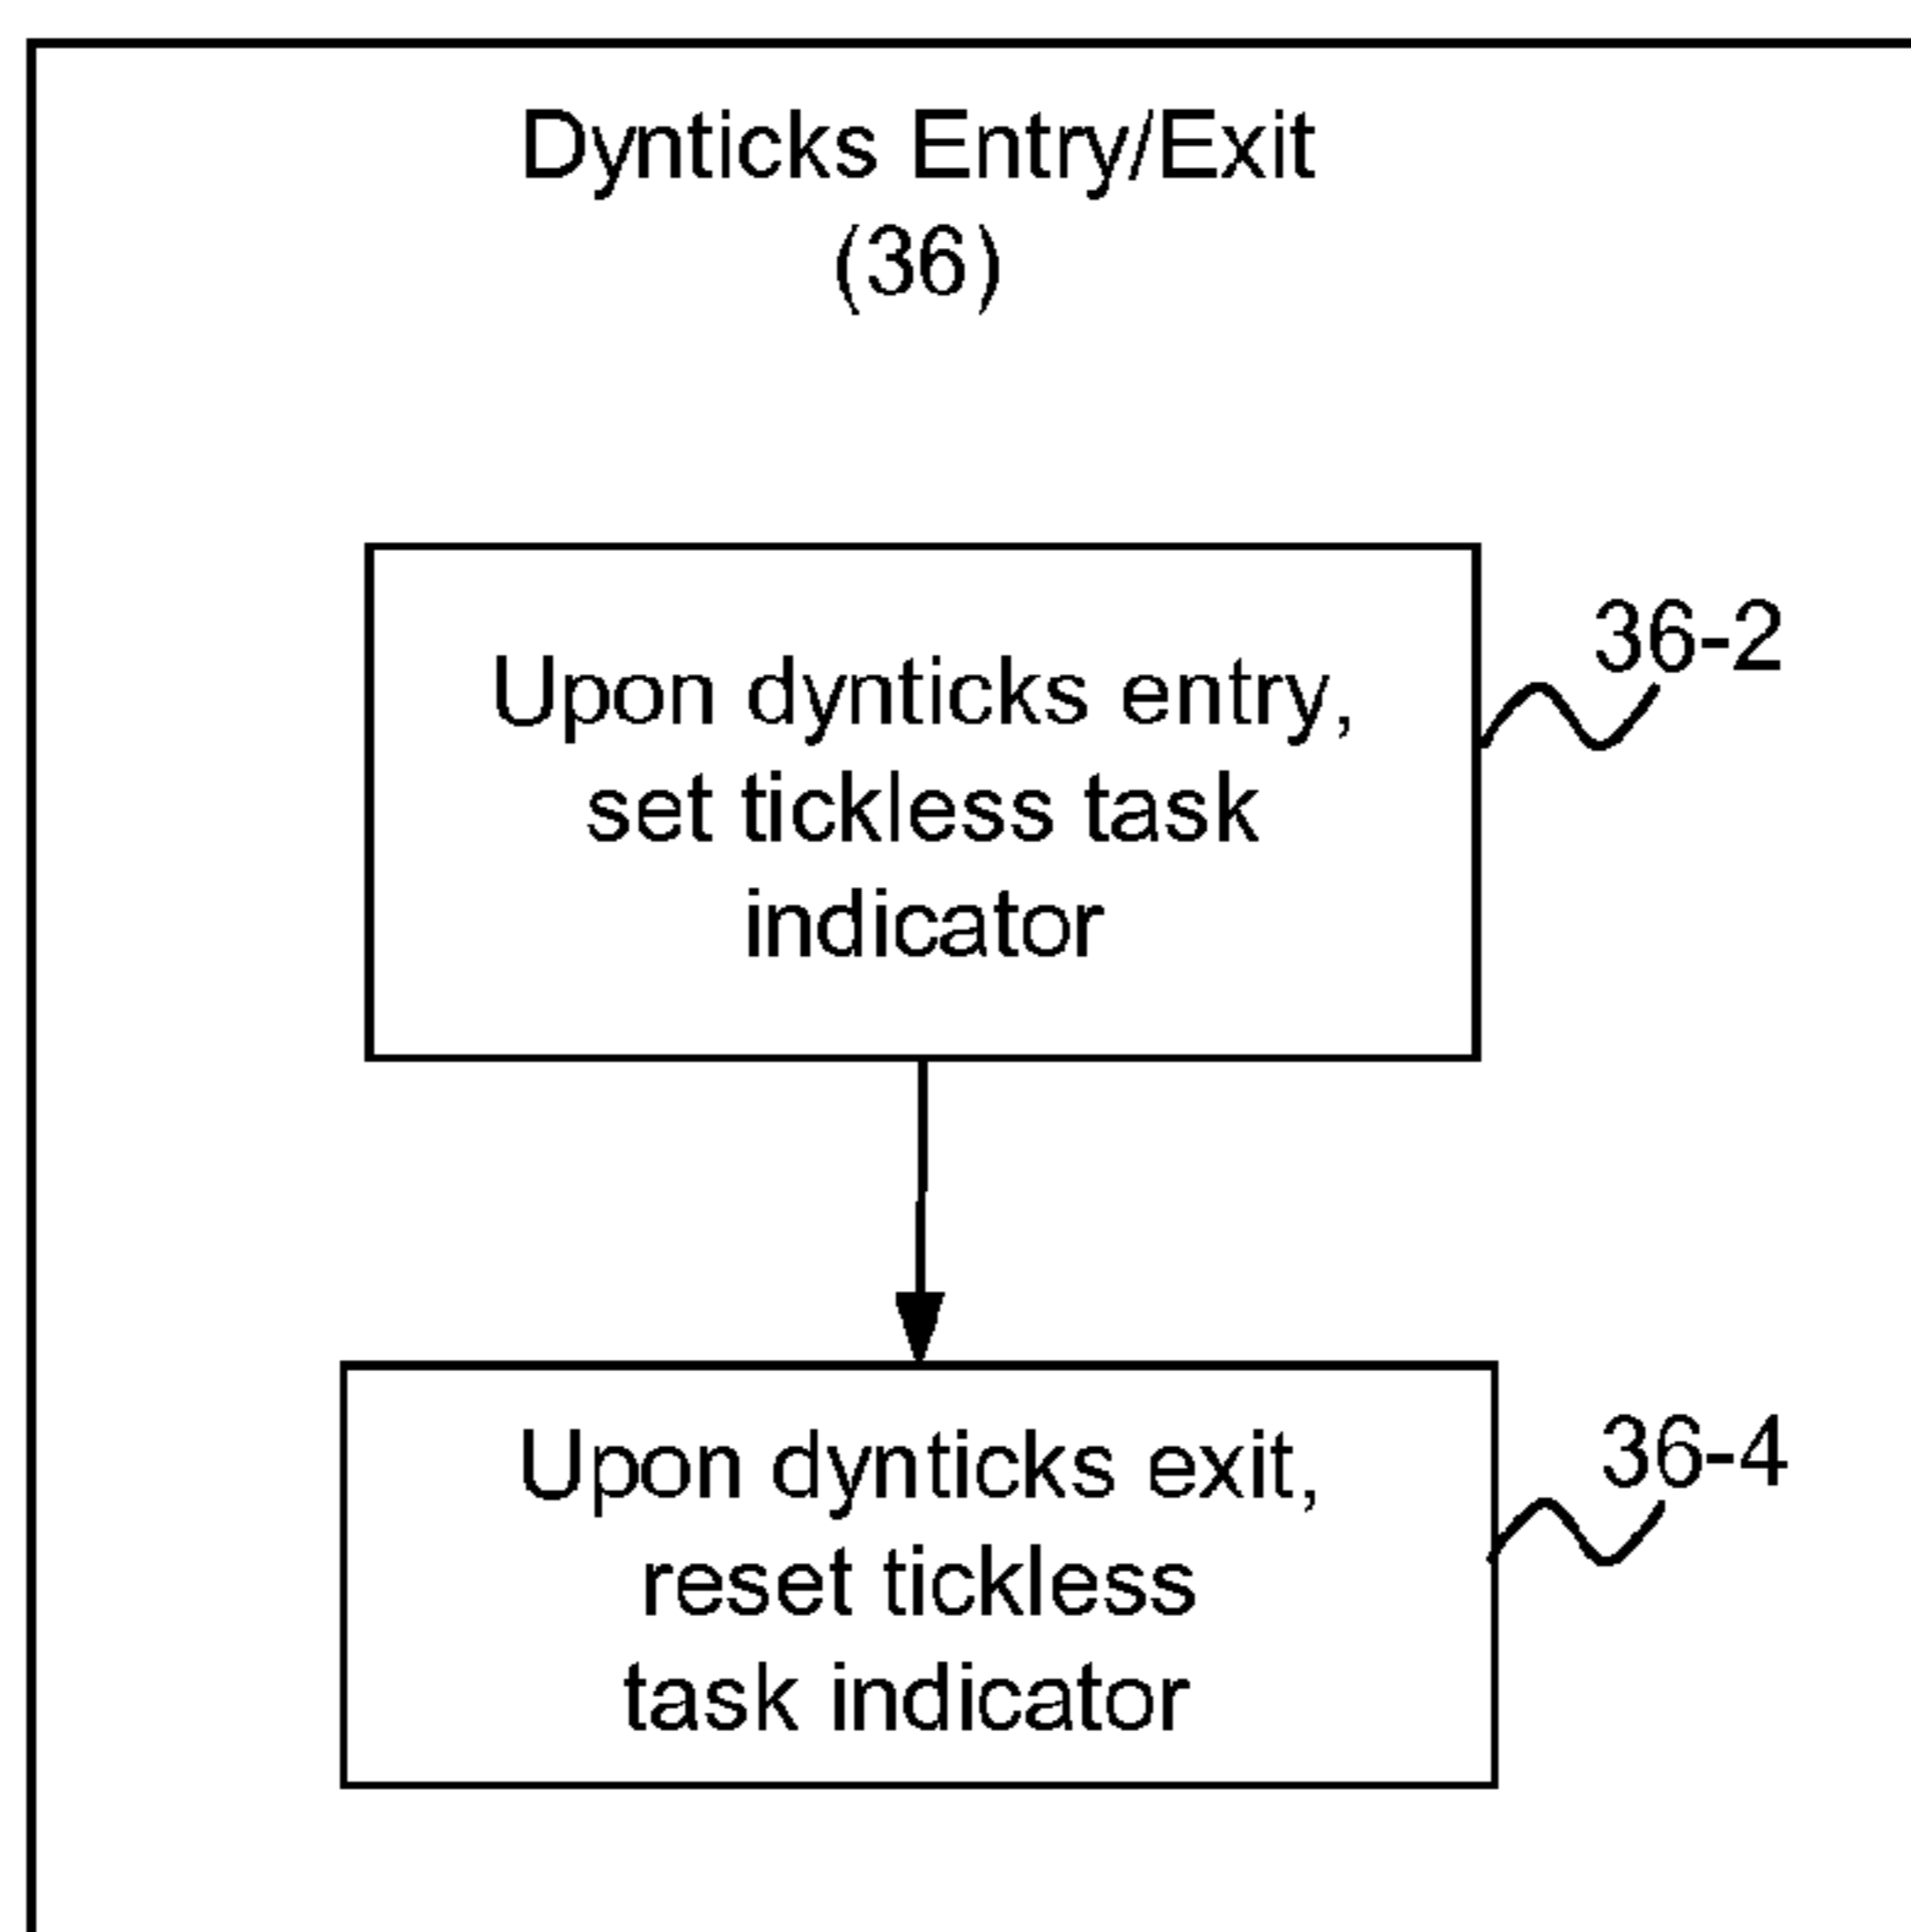 Dynticks Entry/Exit
(36)
Upon dynticks entry,
set tickless task
indicator
36-2
Upon dynticks exit,
reset tickless
task indicator
36-4